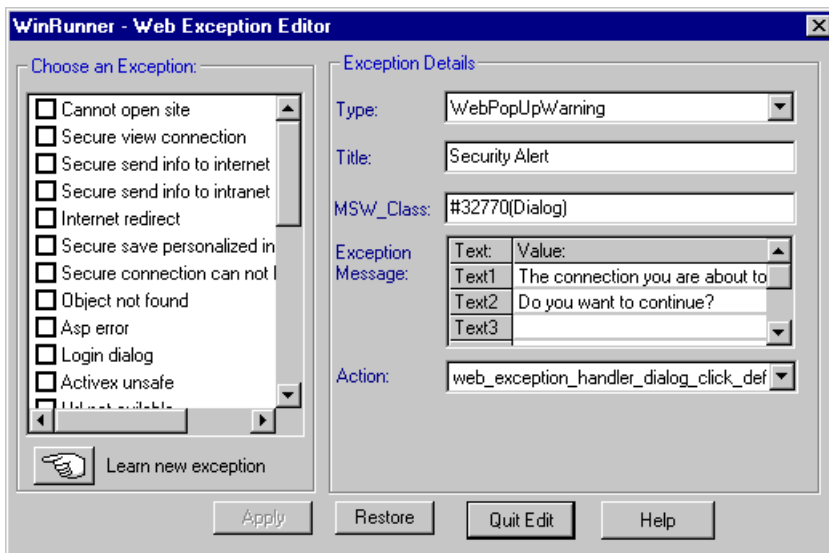 WinRunner - Web Exception Editor
Choose an Exception:
Cannot open site
Secure view connection
Secure send info to internet
Secure send info to intranet
Internet redirect
Secure save personalized in
Secure connection can not
Object not found
Asp error
Login dialog
Activex unsafe
Learn new exception
Exception Details
Type: WebPopUpWarning
Title: Security Alert
MSW_Class: #32770(Dialog)
Exception Message:
Text: Value:
Text1 The connection you are about to
Text2 Do you want to continue?
Text3
Action: web_exception_handler_dialog_click_def
Apply Restore Quit Edit Help